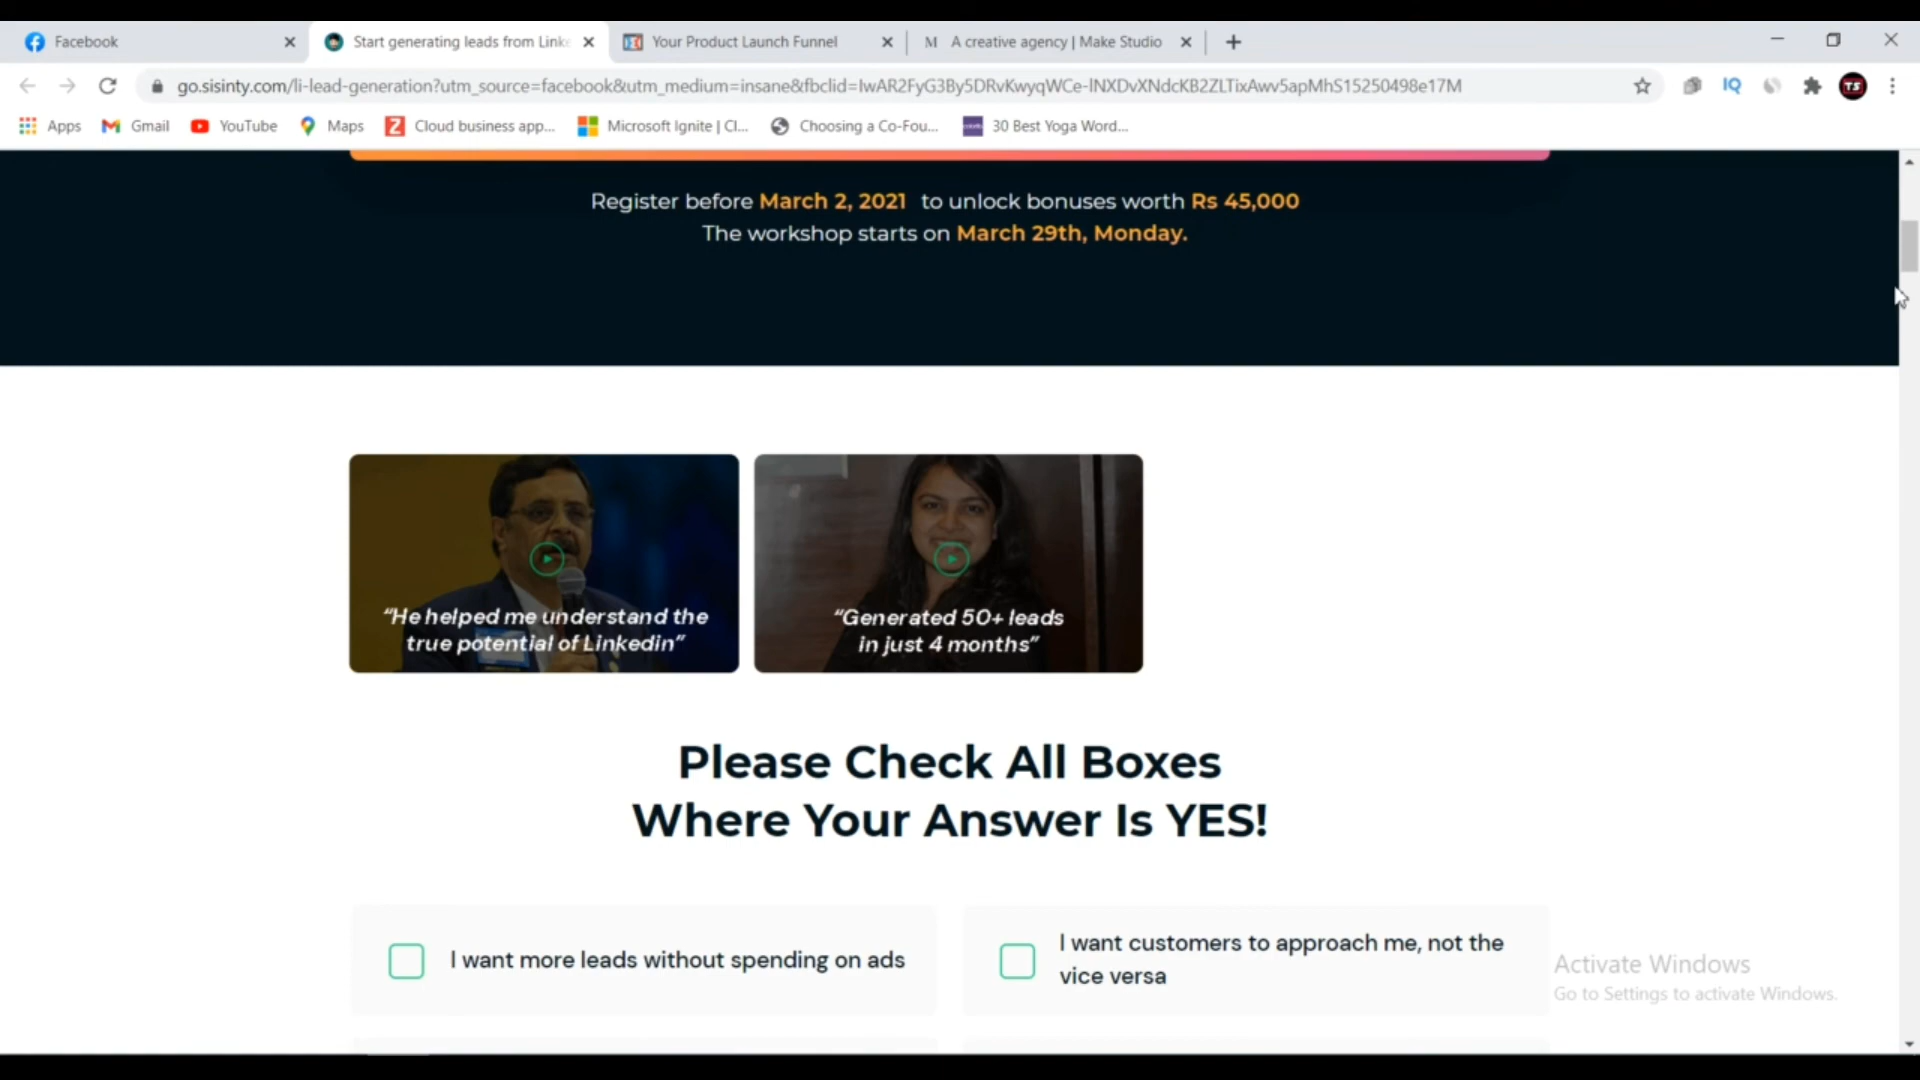 Facebook
Start generating leads from Link
Your Product Launch Funnel
M A creative agency | Make Studio
go.sisinty.com/li-lead-generation?utm_source=facebook&utm_medium=insane&fbclid=IwAR2FyG3By5DRvKwyqWCe-lNXDvXNdcKB2ZLTixAwv5apMhS15250498e17M
IQ
TS
Apps
Gmail
YouTube
Maps
Cloud business app...
Microsoft Ignite | Cl...
Choosing a Co-Fou...
30 Best Yoga Word...
Register before March 2, 2021 to unlock bonuses worth Rs 45,000
The workshop starts on March 29th, Monday.
“He helped me understand the
true potential of Linkedin”
“Generated 50+ leads
in just 4 months”
Please Check All Boxes
Where Your Answer Is YES!
I want more leads without spending on ads
I want customers to approach me, not the
vice versa
Activate Windows
Go to Settings to activate Windows.